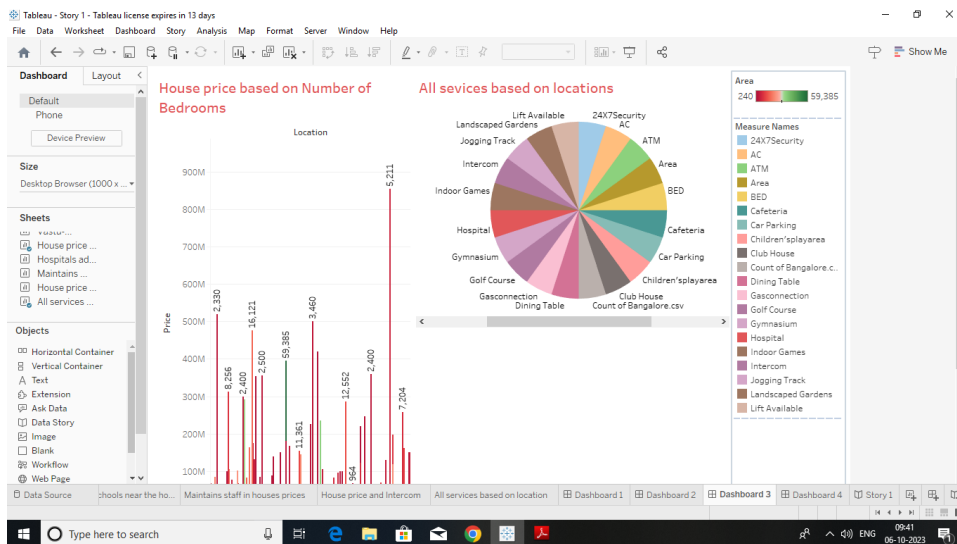 Tableau - Story 1 - Tableau license expires in 13 days
File Data Worksheet Dashboard Story Analysis Map Format Server Window Help
Show Me
Dashboard Layout
Default
Phone
Device Preview
Size
Desktop Browser (1000 x ...
Sheets
House price ...
Hospitals ad...
Maintains ...
House price ...
All services ...
Objects
Horizontal Container
Vertical Container
Text
Extension
Ask Data
Data Story
Image
Blank
Workflow
Web Page
House price based on Number of
Bedrooms
Location
Price
900M
800M
700M
600M
500M
400M
300M
200M
100M
2,330
8,256
2,400
16,121
2,500
59,385
11,361
3,460
12,552
964
2,400
5,211
7,204
All sevices based on locations
Lift Available
24X7Security
Landscaped Gardens
AC
Jogging Track
ATM
Intercom
Area
Indoor Games
BED
Hospital
Cafeteria
Gymnasium
Car Parking
Golf Course
Children'splayarea
Gasconnection
Club House
Dining Table
Count of Bangalore.csv
Area
240 59,385
Measure Names
24X7Security
AC
ATM
Area
BED
Cafeteria
Car Parking
Children'splayarea
Club House
Count of Bangalore.c..
Dining Table
Gasconnection
Golf Course
Gymnasium
Hospital
Indoor Games
Intercom
Jogging Track
Landscaped Gardens
Lift Available
Data Source chools near the ho... Maintains staff in houses prices House price and Intercom All services based on location Dashboard 1 Dashboard 2 Dashboard 3 Dashboard 4 Story 1
Type here to search
ENG
09:41
06-10-2023